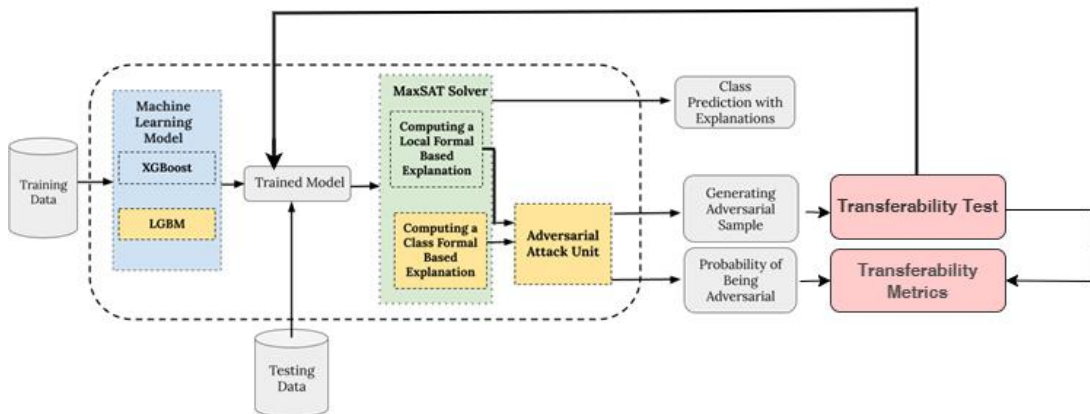 Training
Data
Machine
Learning
Model
XGBoost
LGBM
Trained Model
Testing
Data
MaxSAT Solver
Computing a
Local Formal
Based
Explanation
Computing a
Class Formal
Based
Explanation
Adversarial
Attack Unit
Class
Prediction with
Explanations
Generating
Adversarial
Sample
Probability of
Being
Adversarial
Transferability Test
Transferability
Metrics